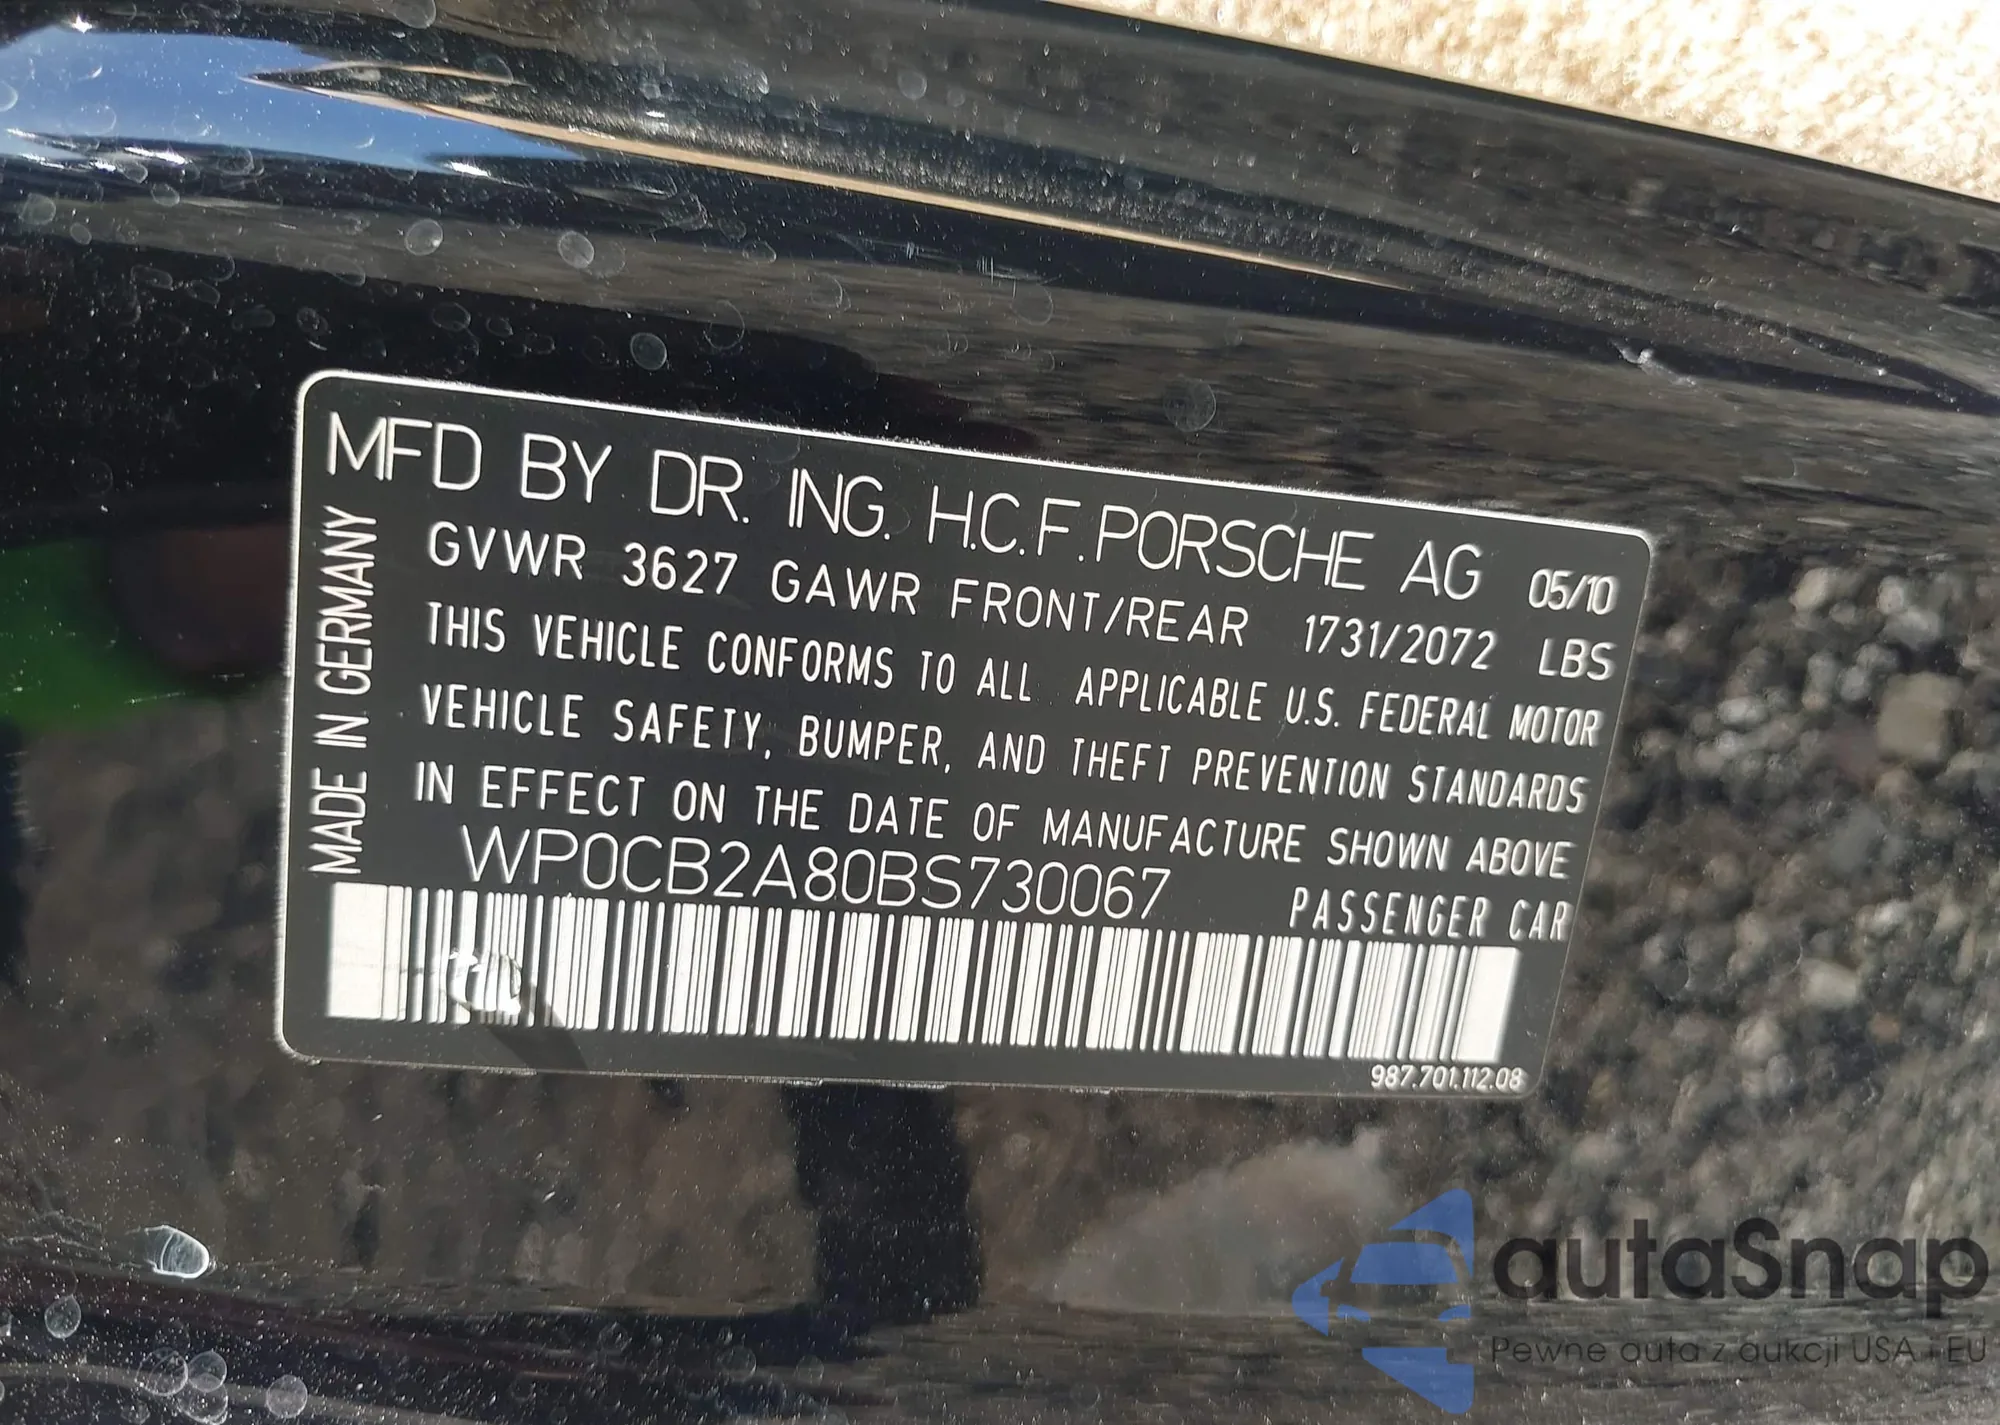 MFD BY DR. ING. H.C.F.PORSCHE AG 05/10
GVWR 3627 GAWR FRONT/REAR 1731/2072 LBS
THIS VEHICLE CONFORMS TO ALL APPLICABLE U.S. FEDERAL MOTOR
VEHICLE SAFETY, BUMPER, AND THEFT PREVENTION STANDARDS
IN EFFECT ON THE DATE OF MANUFACTURE SHOWN ABOVE
WP0CB2A80BS730067
PASSENGER CAR
MADE IN GERMANY
987.701.112.08
autaSnap
Pewne auta z aukcji USA i EU